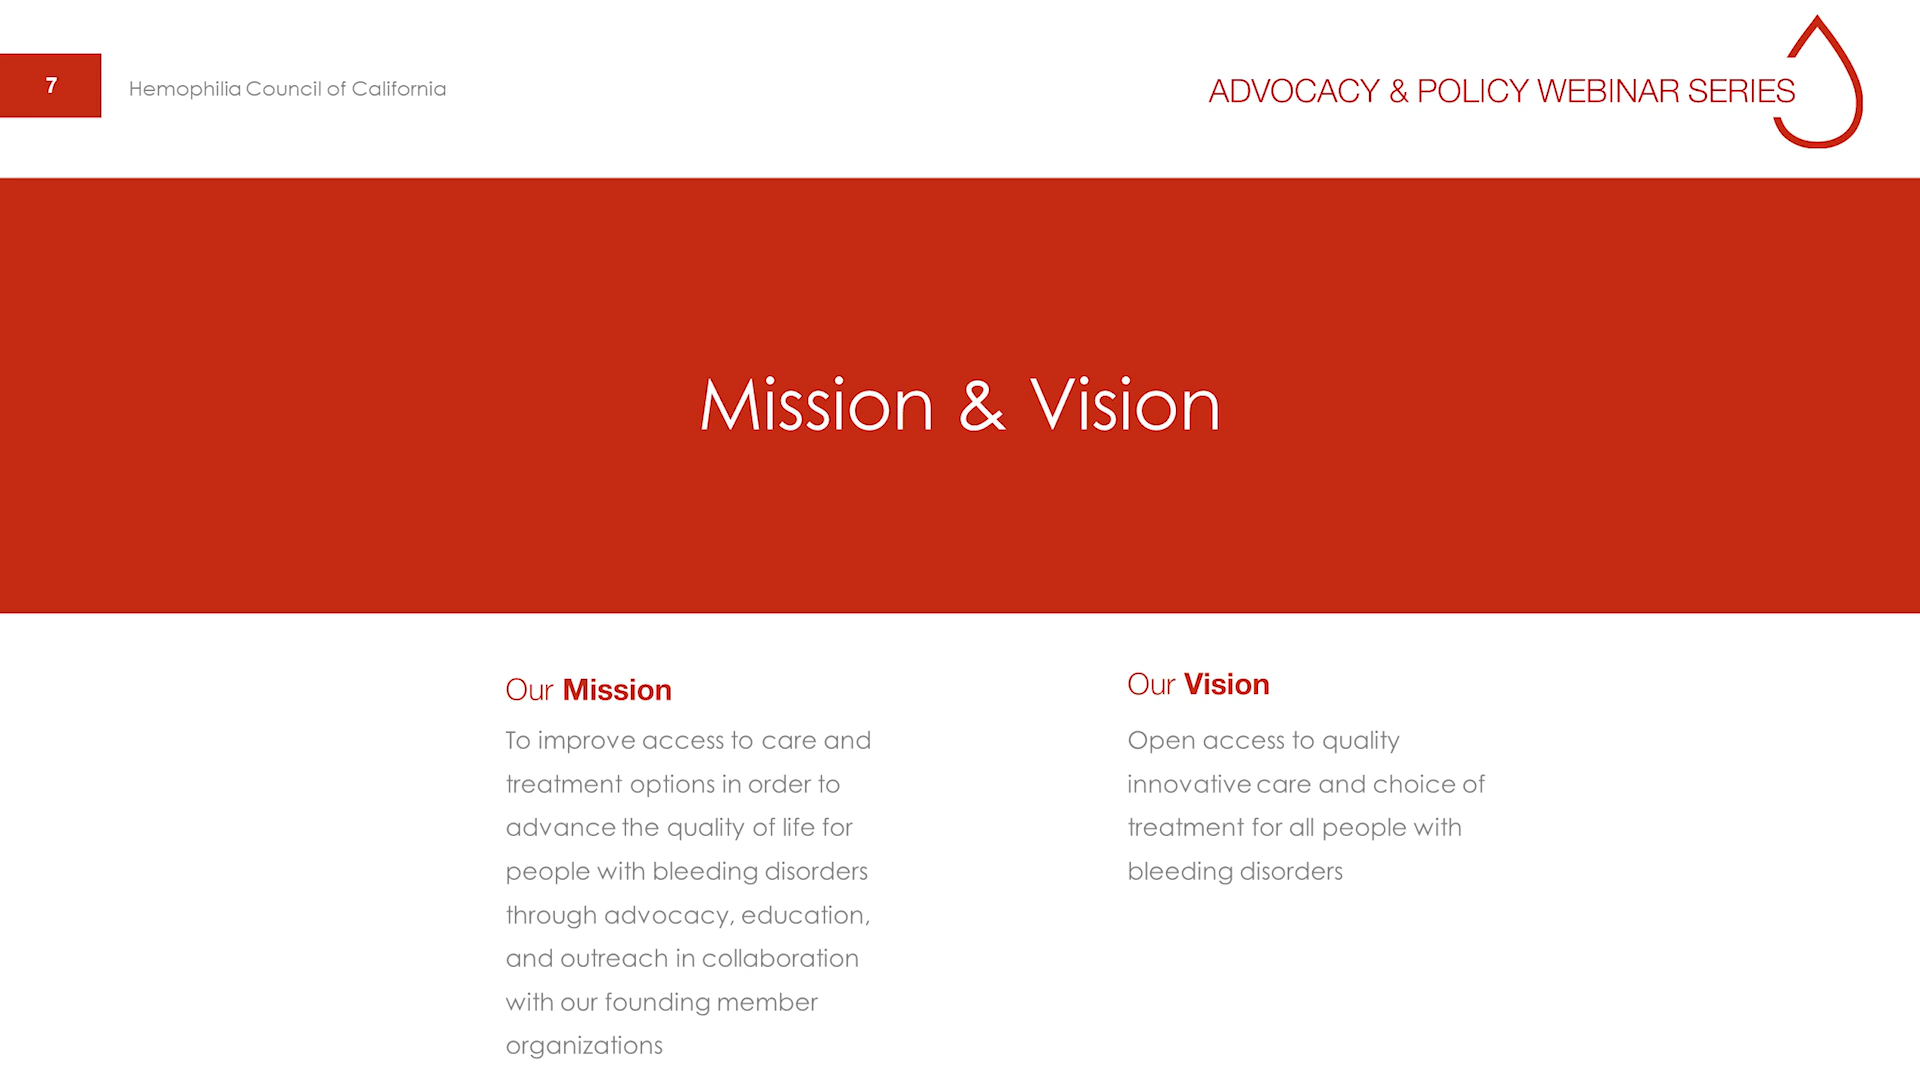 7
Hemophilia Council of California
ADVOCACY & POLICY WEBINAR SERIES
Mission & Vision
Our Mission
To improve access to care and
treatment options in order to
advance the quality of life for
people with bleeding disorders
through advocacy, education,
and outreach in collaboration
with our founding member
organizations
Our Vision
Open access to quality
innovative care and choice of
treatment for all people with
bleeding disorders